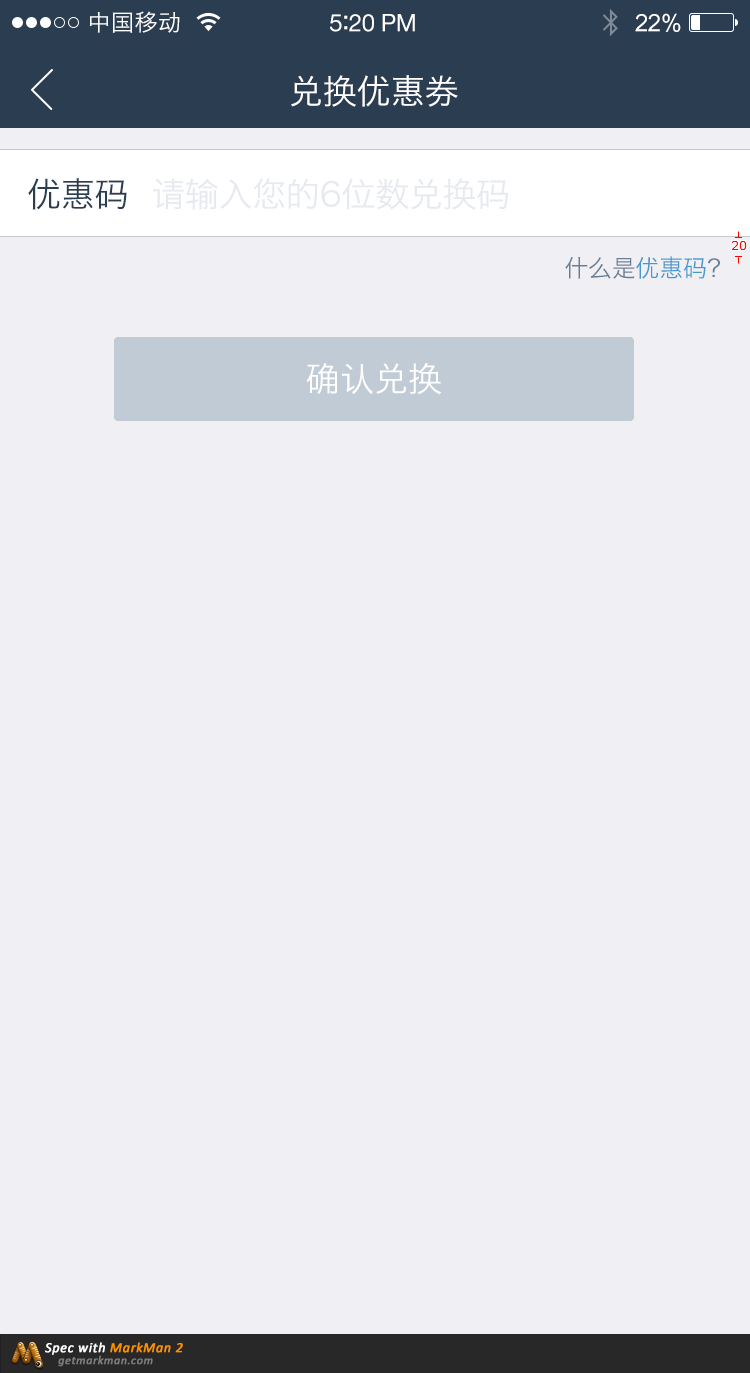 中国移动 5:20 PM 22%
兑换优惠券
优惠码 请输入您的6位数兑换码
20
什么是优惠码?
确认兑换
Spec with MarkMan 2
getmarkman.com